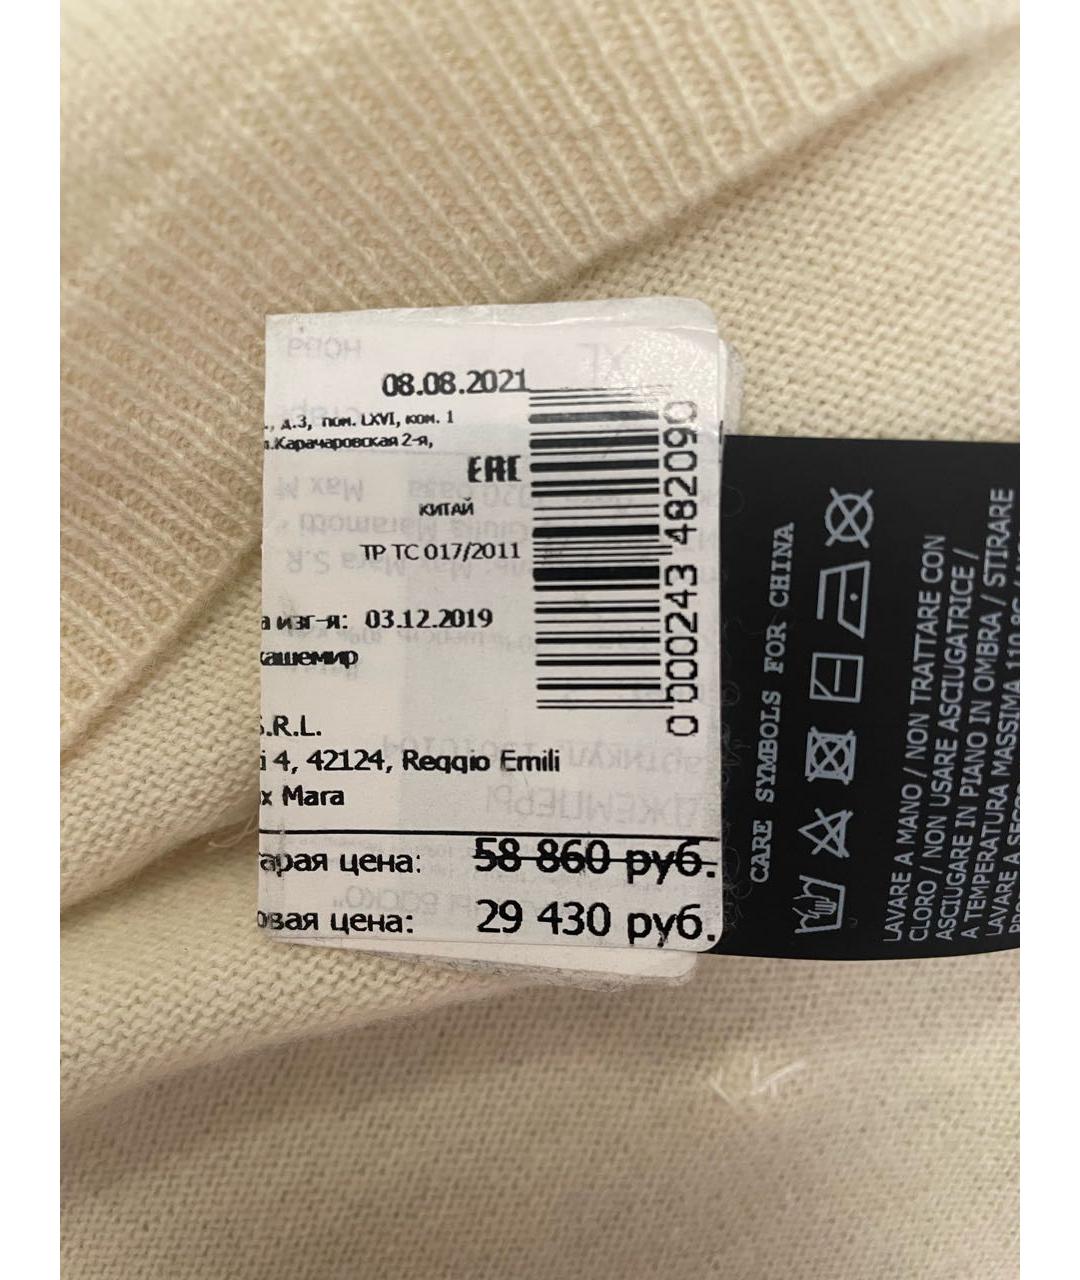 08.08.2021
., д.3, пом. LXVI, ком. 1
л.Карачаровская 2-я,
EAC
КИТАЙ
ТР ТС 017/2011
а изг-я: 03.12.2019
кашемир
S.R.L.
i 4, 42124, Reggio Emili
x Mara
тарая цена: 58 860 руб.
овая цена: 29 430 руб.
0 000243 482090
CARE SYMBOLS FOR CHINA
LAVARE A MANO / NON TRATTARE CON
CLORO / NON USARE ASCIUGATRICE /
ASCIUGARE IN PIANO IN OMBRA / STIRARE
A TEMPERATURA MASSIMA 110
LAVARE A SECCO